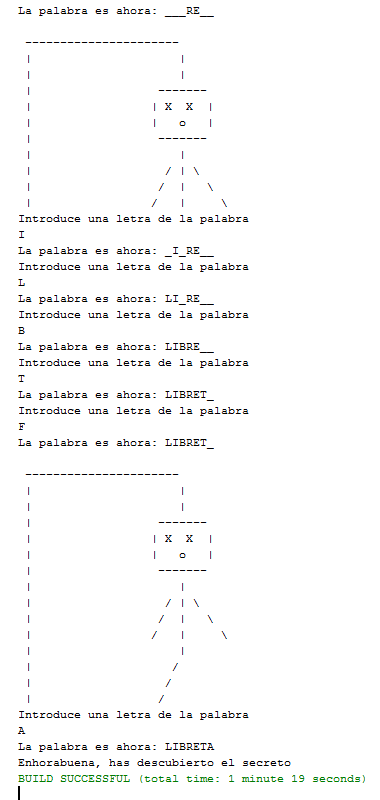 La palabra es ahora: ___RE__
X X
o
Introduce una letra de la palabra
I
La palabra es ahora: _I_RE__
Introduce una letra de la palabra
L
La palabra es ahora: LI_RE__
Introduce una letra de la palabra
B
La palabra es ahora: LIBRE__
Introduce una letra de la palabra
T
La palabra es ahora: LIBRET_
Introduce una letra de la palabra
F
La palabra es ahora: LIBRET_
X X
o
Introduce una letra de la palabra
A
La palabra es ahora: LIBRETA
Enhorabuena, has descubierto el secreto
BUILD SUCCESSFUL (total time: 1 minute 19 seconds)